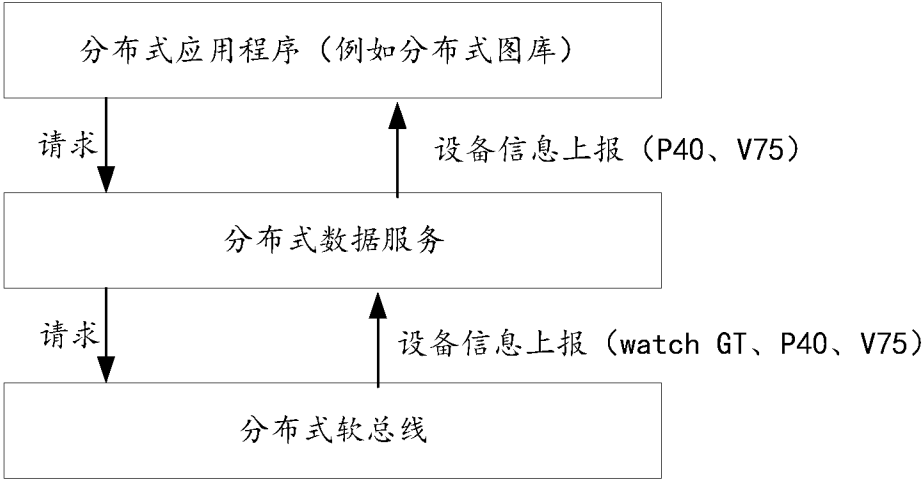 分布式应用程序（例如分布式图库）
请求
设备信息上报（P40、V75）
分布式数据服务
请求
设备信息上报（watch GT、P40、V75）
分布式软总线